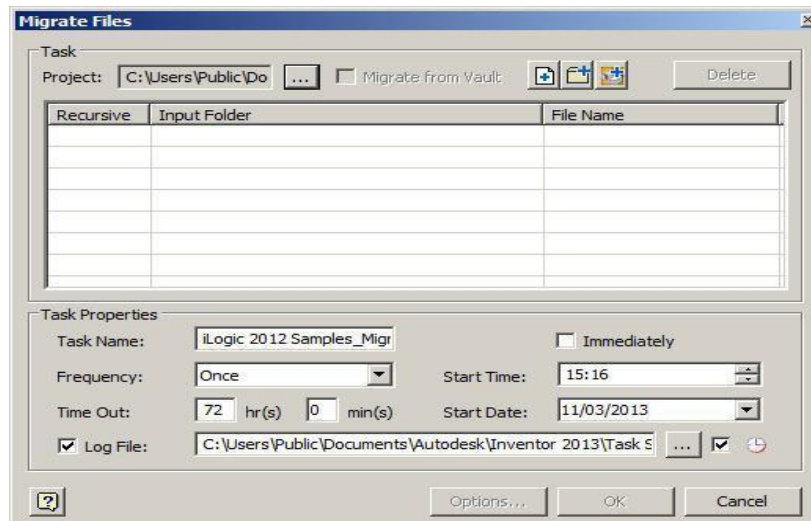 Migrate Files
Task
Project: C:\Users\Public\Do ... Migrate from Vault Delete
Recursive Input Folder File Name
Task Properties
Task Name: iLogic 2012 Samples_Migr Immediately
Frequency: Once Start Time: 15:16
Time Out: 72 hr(s) 0 min(s) Start Date: 11/03/2013
Log File: C:\Users\Public\Documents\Autodesk\Inventor 2013\Task S ...
? Options... OK Cancel